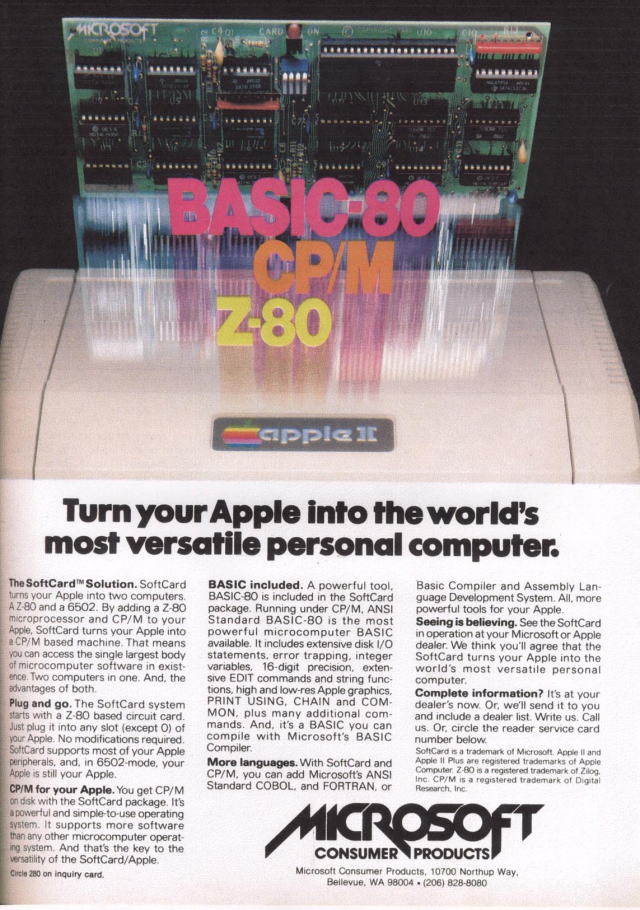 MICROSOFT
CARD ON
BASIC-80
CP/M
Z-80
apple II
Turn your Apple into the world's
most versatile personal computer.
The SoftCard™ Solution. SoftCard
turns your Apple into two computers.
A Z-80 and a 6502. By adding a Z-80
microprocessor and CP/M to your
Apple, SoftCard turns your Apple into
a CP/M based machine. That means
you can access the single largest body
of microcomputer software in exist-
ence. Two computers in one. And, the
advantages of both.
Plug and go. The SoftCard system
starts with a Z-80 based circuit card.
Just plug it into any slot (except 0) of
your Apple. No modifications required.
SoftCard supports most of your Apple
peripherals, and, in 6502-mode, your
Apple is still your Apple.
CP/M for your Apple. You get CP/M
on disk with the SoftCard package. It's
a powerful and simple-to-use operating
system. It supports more software
than any other microcomputer operat-
ing system. And that's the key to the
versatility of the SoftCard/Apple.
Circle 280 on inquiry card.
BASIC included. A powerful tool,
BASIC-80 is included in the SoftCard
package. Running under CP/M, ANSI
Standard BASIC-80 is the most
powerful microcomputer BASIC
available. It includes extensive disk I/O
statements, error trapping, integer
variables, 16-digit precision, exten-
sive EDIT commands and string func-
tions, high and low-res Apple graphics,
PRINT USING, CHAIN and COM-
MON, plus many additional com-
mands. And, it's a BASIC you can
compile with Microsoft's BASIC
Compiler.
More languages. With SoftCard and
CP/M, you can add Microsoft's ANSI
Standard COBOL, and FORTRAN, or
Basic Compiler and Assembly Lan-
guage Development System. All, more
powerful tools for your Apple.
Seeing is believing. See the SoftCard
in operation at your Microsoft or Apple
dealer. We think you'll agree that the
SoftCard turns your Apple into the
world's most versatile personal
computer.
Complete information? It's at your
dealer's now. Or, we'll send it to you
and include a dealer list. Write us. Call
us. Or, circle the reader service card
number below.
SoftCard is a trademark of Microsoft. Apple II and
Apple II Plus are registered trademarks of Apple
Computer. Z-80 is a registered trademark of Zilog,
Inc. CP/M is a registered trademark of Digital
Research, Inc.
MICROSOFT
CONSUMER PRODUCTS
Microsoft Consumer Products, 10700 Northup Way,
Bellevue, WA 98004 • (206) 828-8080